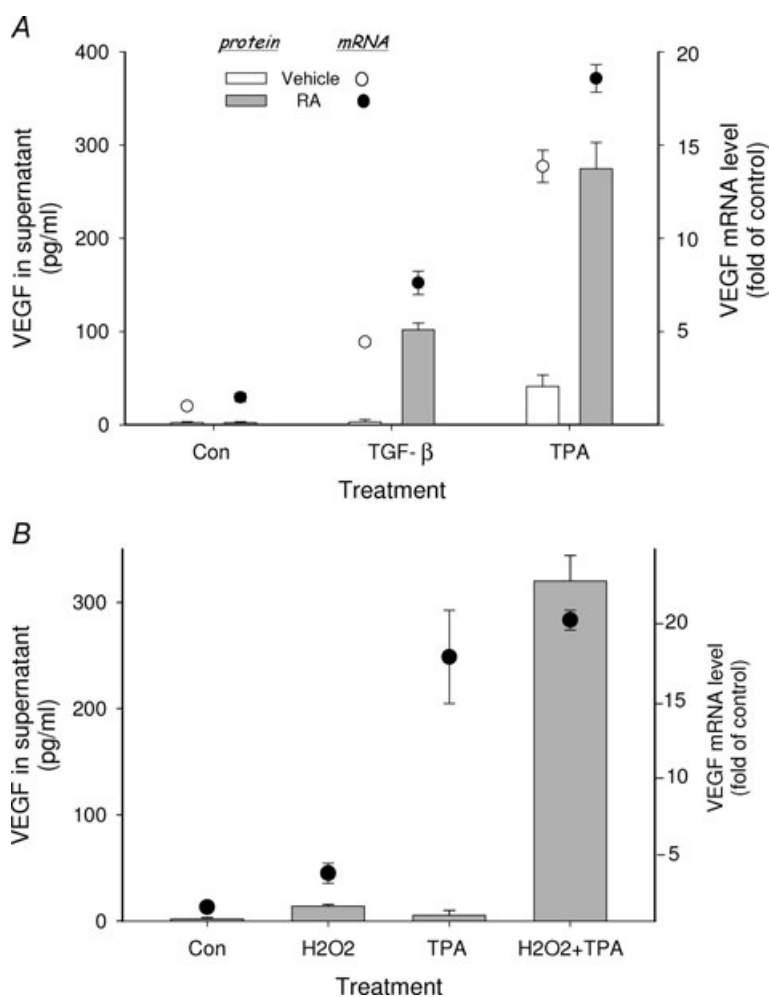 A
protein mRNA
Vehicle
RA
400
300
200
100
0
VEGF in supernatant
(pg/ml)
20
15
10
5
0
VEGF mRNA level
(fold of control)
Con TGF- β TPA
Treatment
B
300
200
100
0
VEGF in supernatant
(pg/ml)
20
15
10
5
VEGF mRNA level
(fold of control)
Con H2O2 TPA H2O2+TPA
Treatment